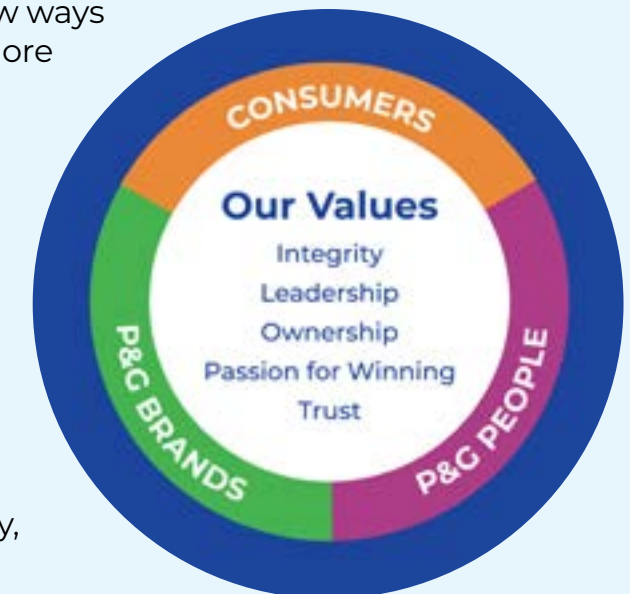 w ways
ore
CONSUMERS
Our Values
Integrity
Leadership
Ownership
Passion for Winning
Trust
P&G BRANDS
P&G PEOPLE
y,